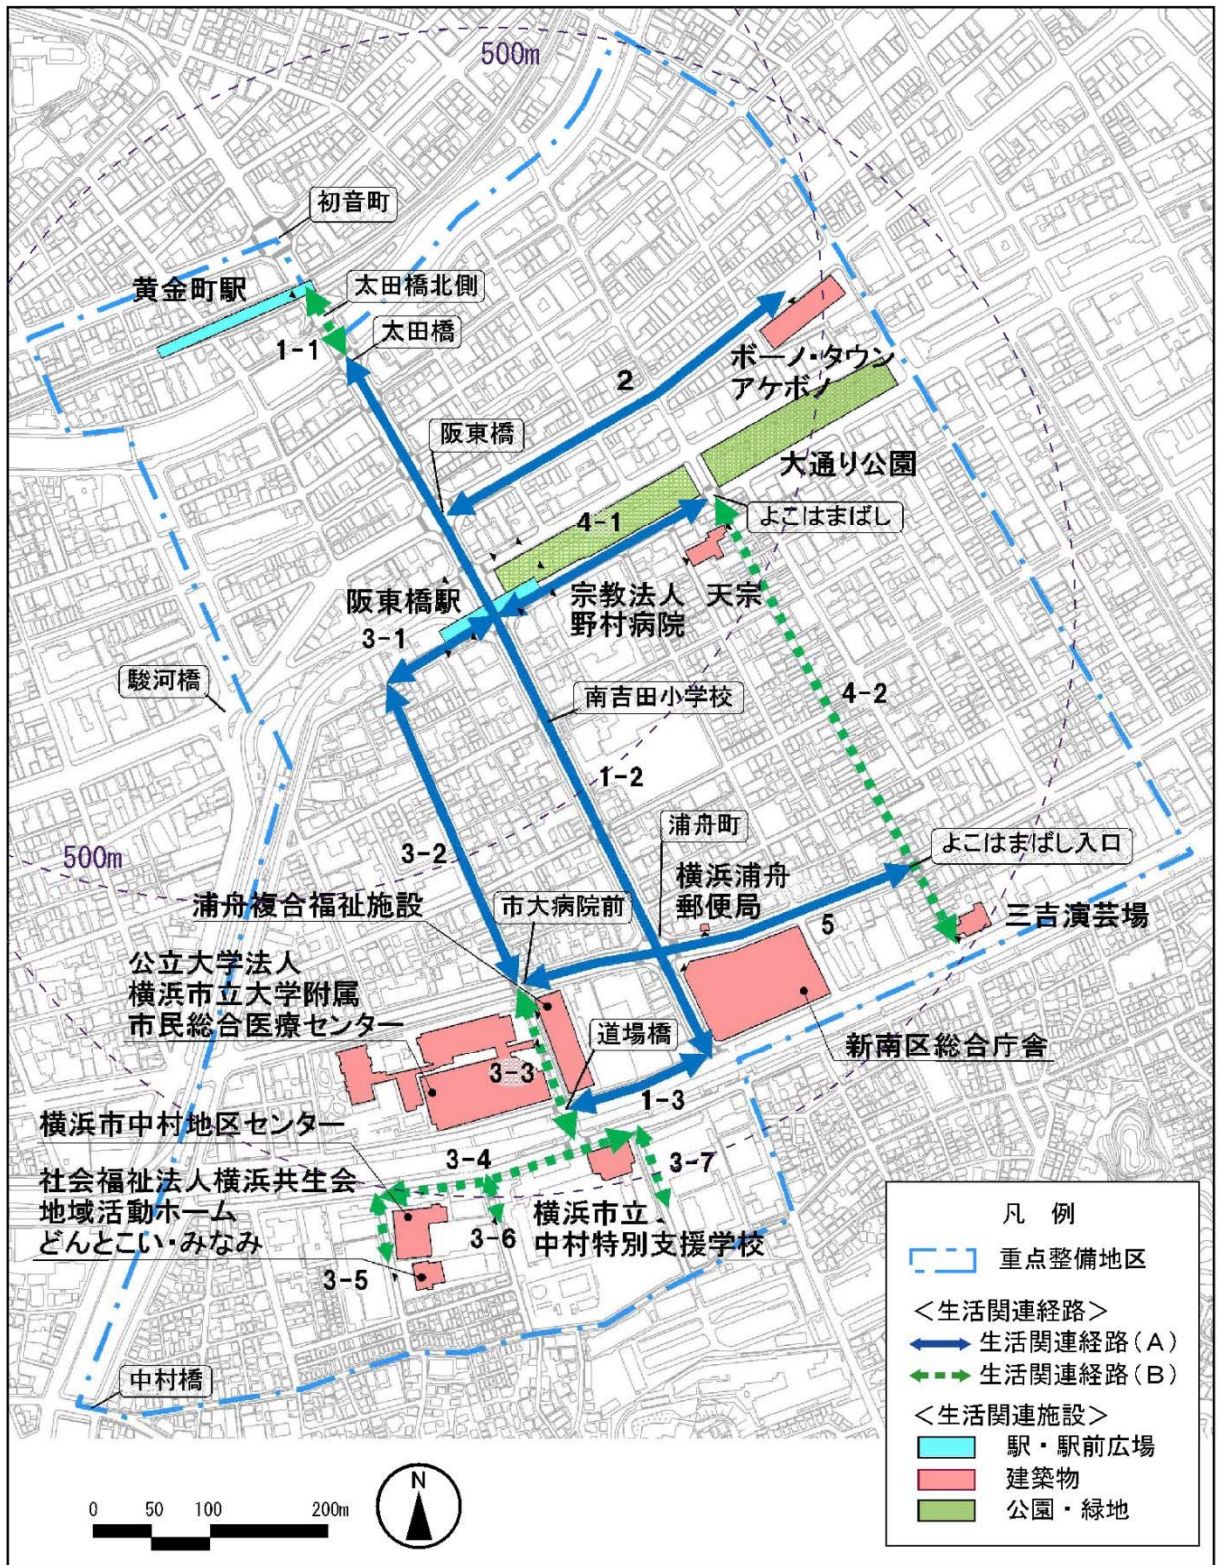 500m
初音町
黄金町駅
太田橋北側
太田橋
1-1
2
ボーノ・タウン
アケボノ
阪東橋
大通り公園
よこはまばし
4-1
阪東橋駅
宗教法人 天宗
野村病院
3-1
駿河橋
南吉田小学校
4-2
1-2
浦舟町
よこはまばし入口
500m
3-2
横浜浦舟
郵便局
浦舟複合福祉施設
市大病院前
5
三吉演芸場
公立大学法人
横浜市立大学附属
市民総合医療センター
道場橋
新南区総合庁舎
3-3
1-3
横浜市中村地区センター
3-4
3-7
社会福祉法人横浜共生会
地域活動ホーム
どんとこい・みなみ
3-6
横浜市立
中村特別支援学校
3-5
中村橋
凡 例
重点整備地区
<生活関連経路>
生活関連経路(A)
生活関連経路(B)
<生活関連施設>
駅・駅前広場
建築物
公園・緑地
0 50 100 200m
N